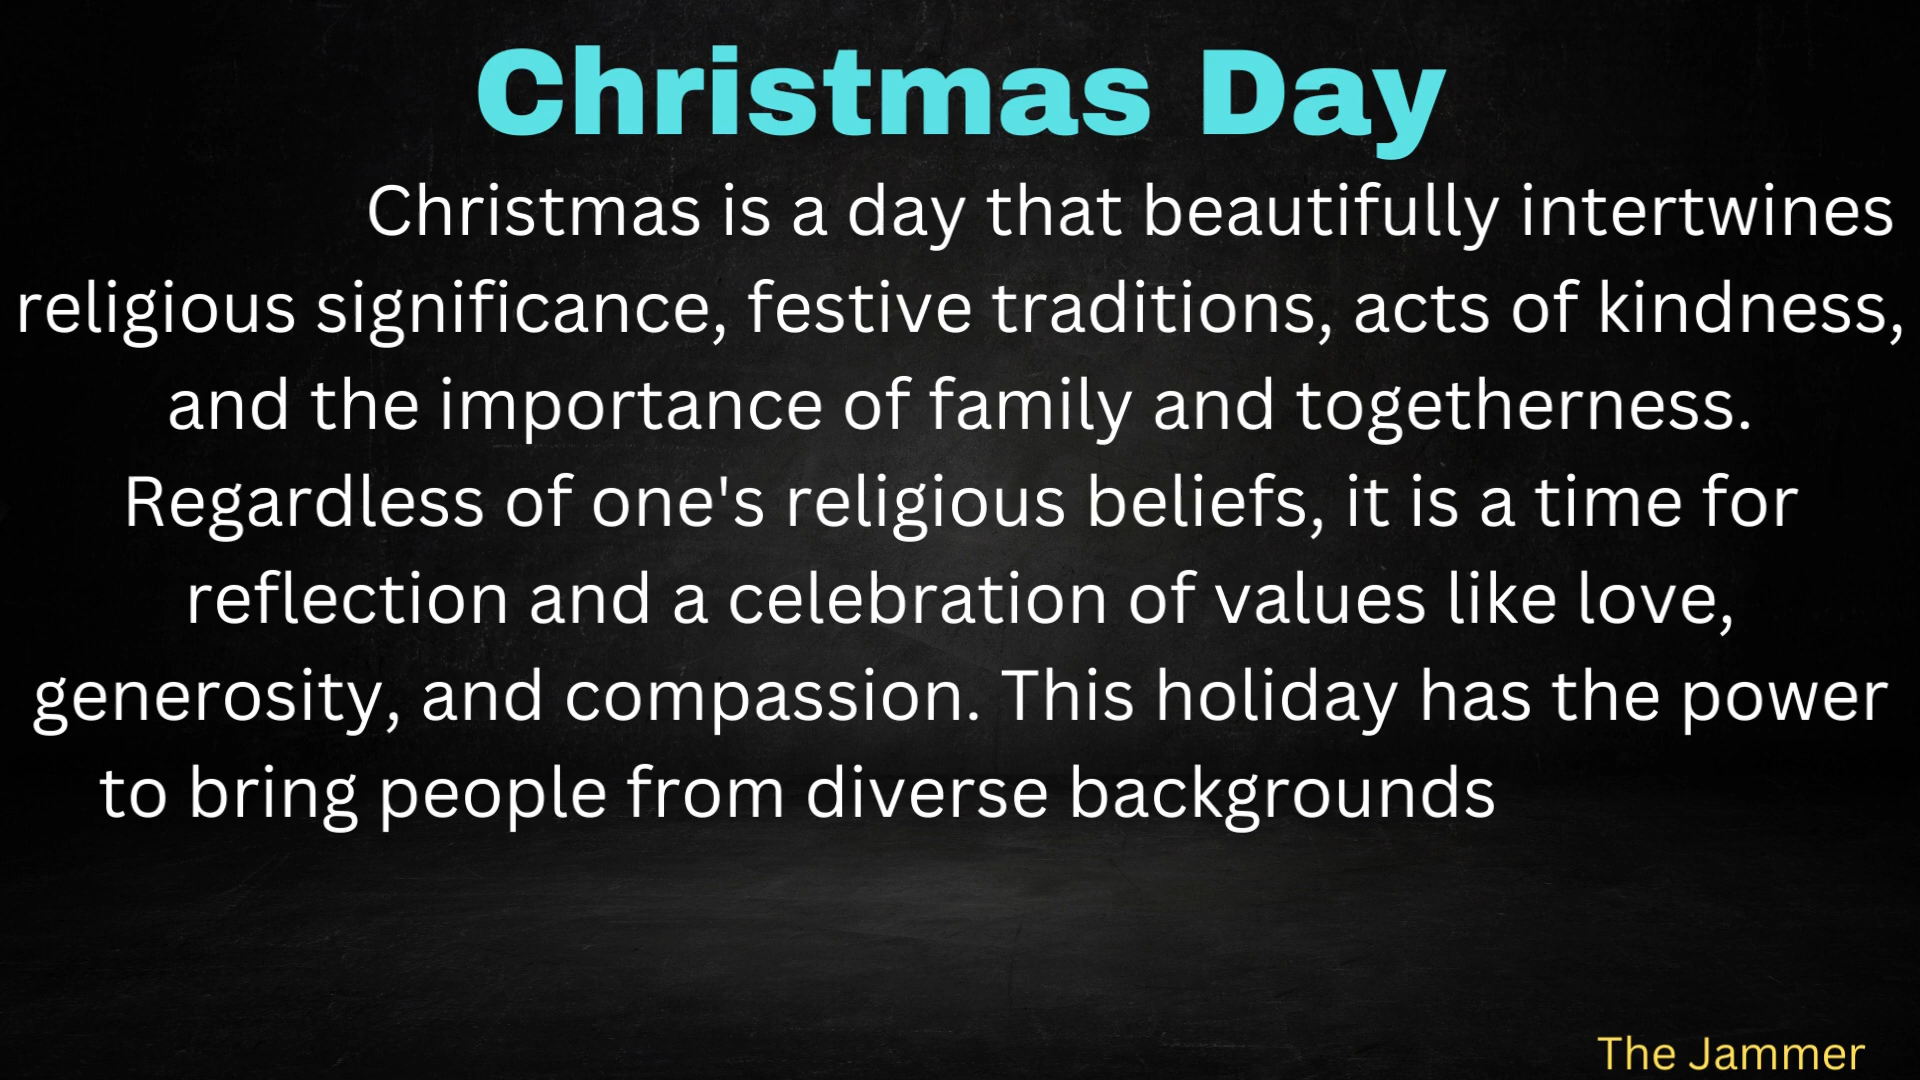 Christmas Day
Christmas is a day that beautifully intertwines
religious significance, festive traditions, acts of kindness,
and the importance of family and togetherness.
Regardless of one's religious beliefs, it is a time for
reflection and a celebration of values like love,
generosity, and compassion. This holiday has the power
to bring people from diverse backgrounds
The Jammer